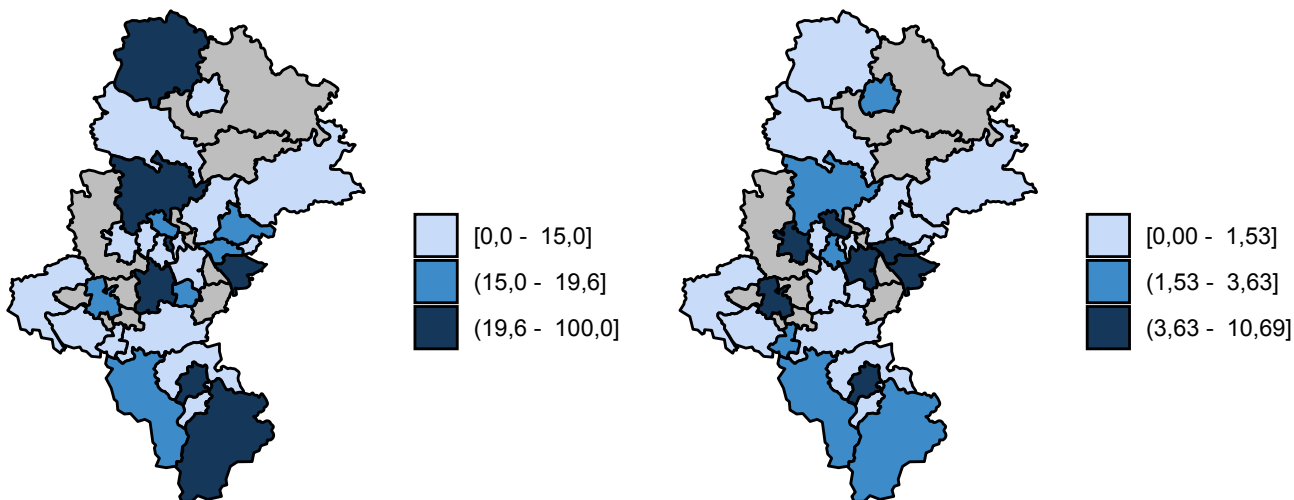 [0,0 - 15,0]
(15,0 - 19,6]
(19,6 - 100,0]
[0,00 - 1,53]
(1,53 - 3,63]
(3,63 - 10,69]